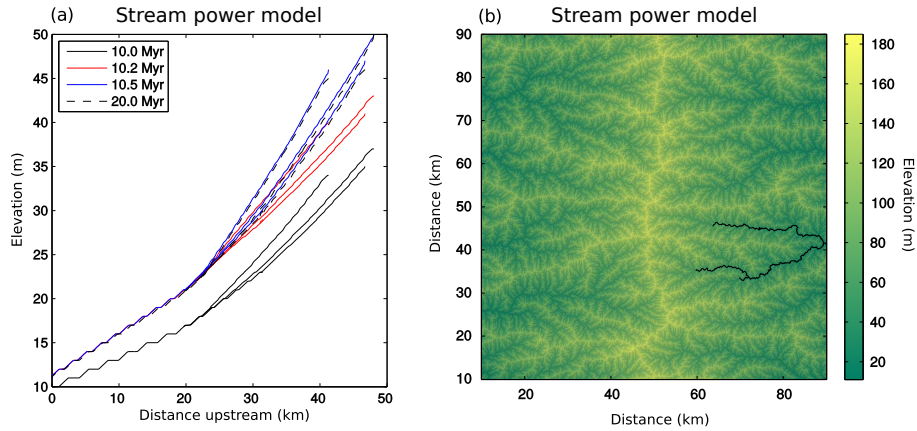 (a) Stream power model
50
45
40
35
30
25
20
15
10
Elevation (m)
10.0 Myr
10.2 Myr
10.5 Myr
20.0 Myr
0 10 20 30 40 50
Distance upstream (km)
(b) Stream power model
90
80
70
60
50
40
30
20
10
Distance (km)
20 40 60 80
Distance (km)
180
160
140
120
100
80
60
40
20
Elevation (m)